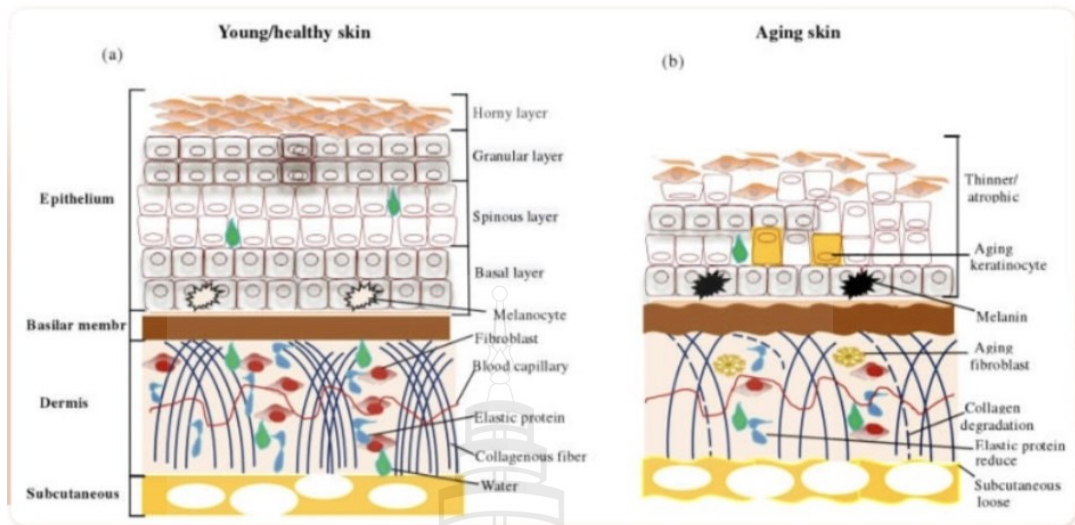 Young/healthy skin
Aging skin
(a)
(b)
Horny layer
Granular layer
Epithelium
Spinous layer
Basal layer
Melanocyte
Basilar membr
Fibroblast
Blood capillary
Dermis
Elastic protein
Collagenous fiber
Water
Subcutaneous
Thinner/
atrophic
Aging
keratinocyte
Melanin
Aging
fibroblast
Collagen
degradation
Elastic protein
reduce
Subcutaneous
loose